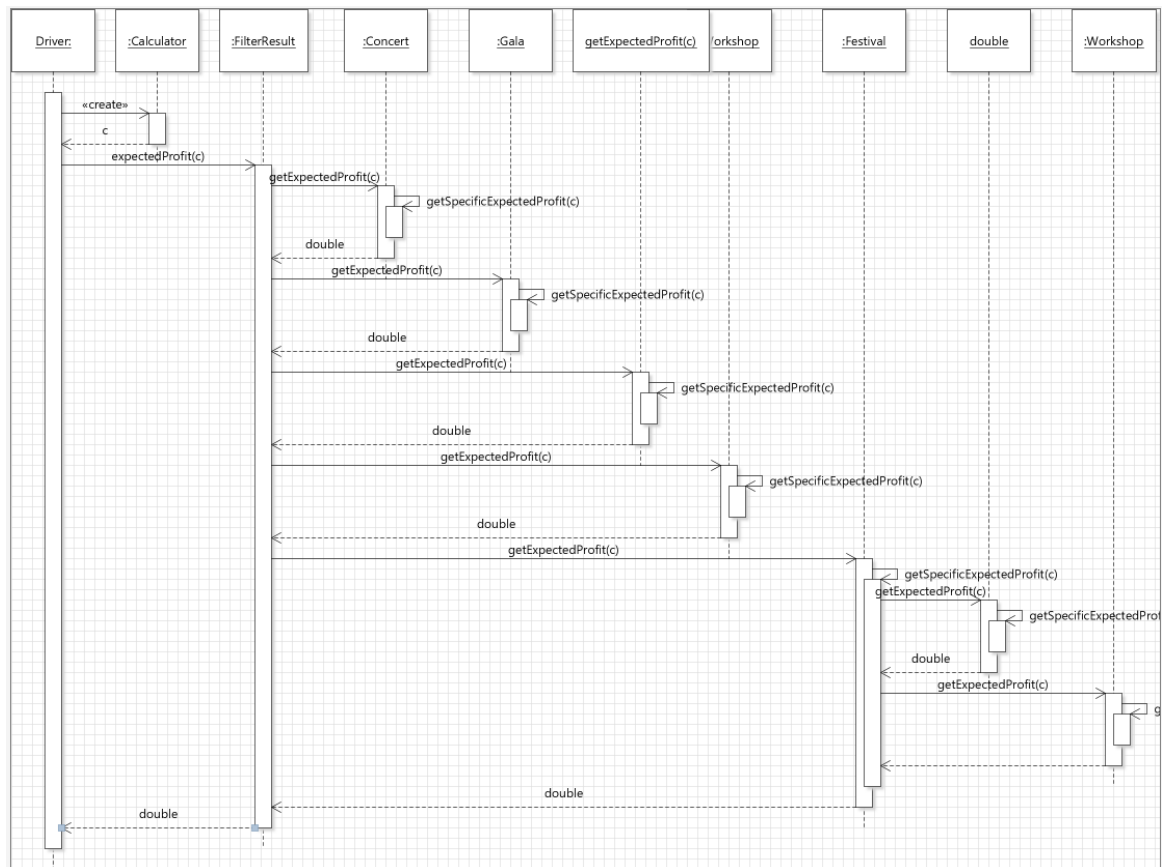 Driver:
:Calculator
:FilterResult
:Concert
:Gala
getExpectedProfit(c)
/orkshop
:Festival
double
:Workshop
«create»
c
expectedProfit(c)
getExpectedProfit(c)
getSpecificExpectedProfit(c)
double
getExpectedProfit(c)
getSpecificExpectedProfit(c)
double
getExpectedProfit(c)
getSpecificExpectedProfit(c)
double
getExpectedProfit(c)
getSpecificExpectedProfit(c)
double
getExpectedProfit(c)
getSpecificExpectedProfit(c)
getExpectedProfit(c)
getSpecificExpectedProf
double
getExpectedProfit(c)
g
double
double